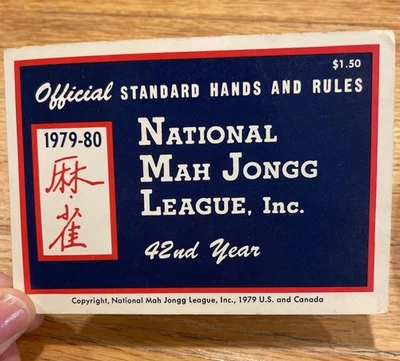 $1.50
Official STANDARD HANDS AND RULES
1979-80
麻
雀
NATIONAL
MAH JONGG
LEAGUE, INC.
42nd Year
Copyright, National Mah Jongg League, Inc., 1979 U.S. and Canada